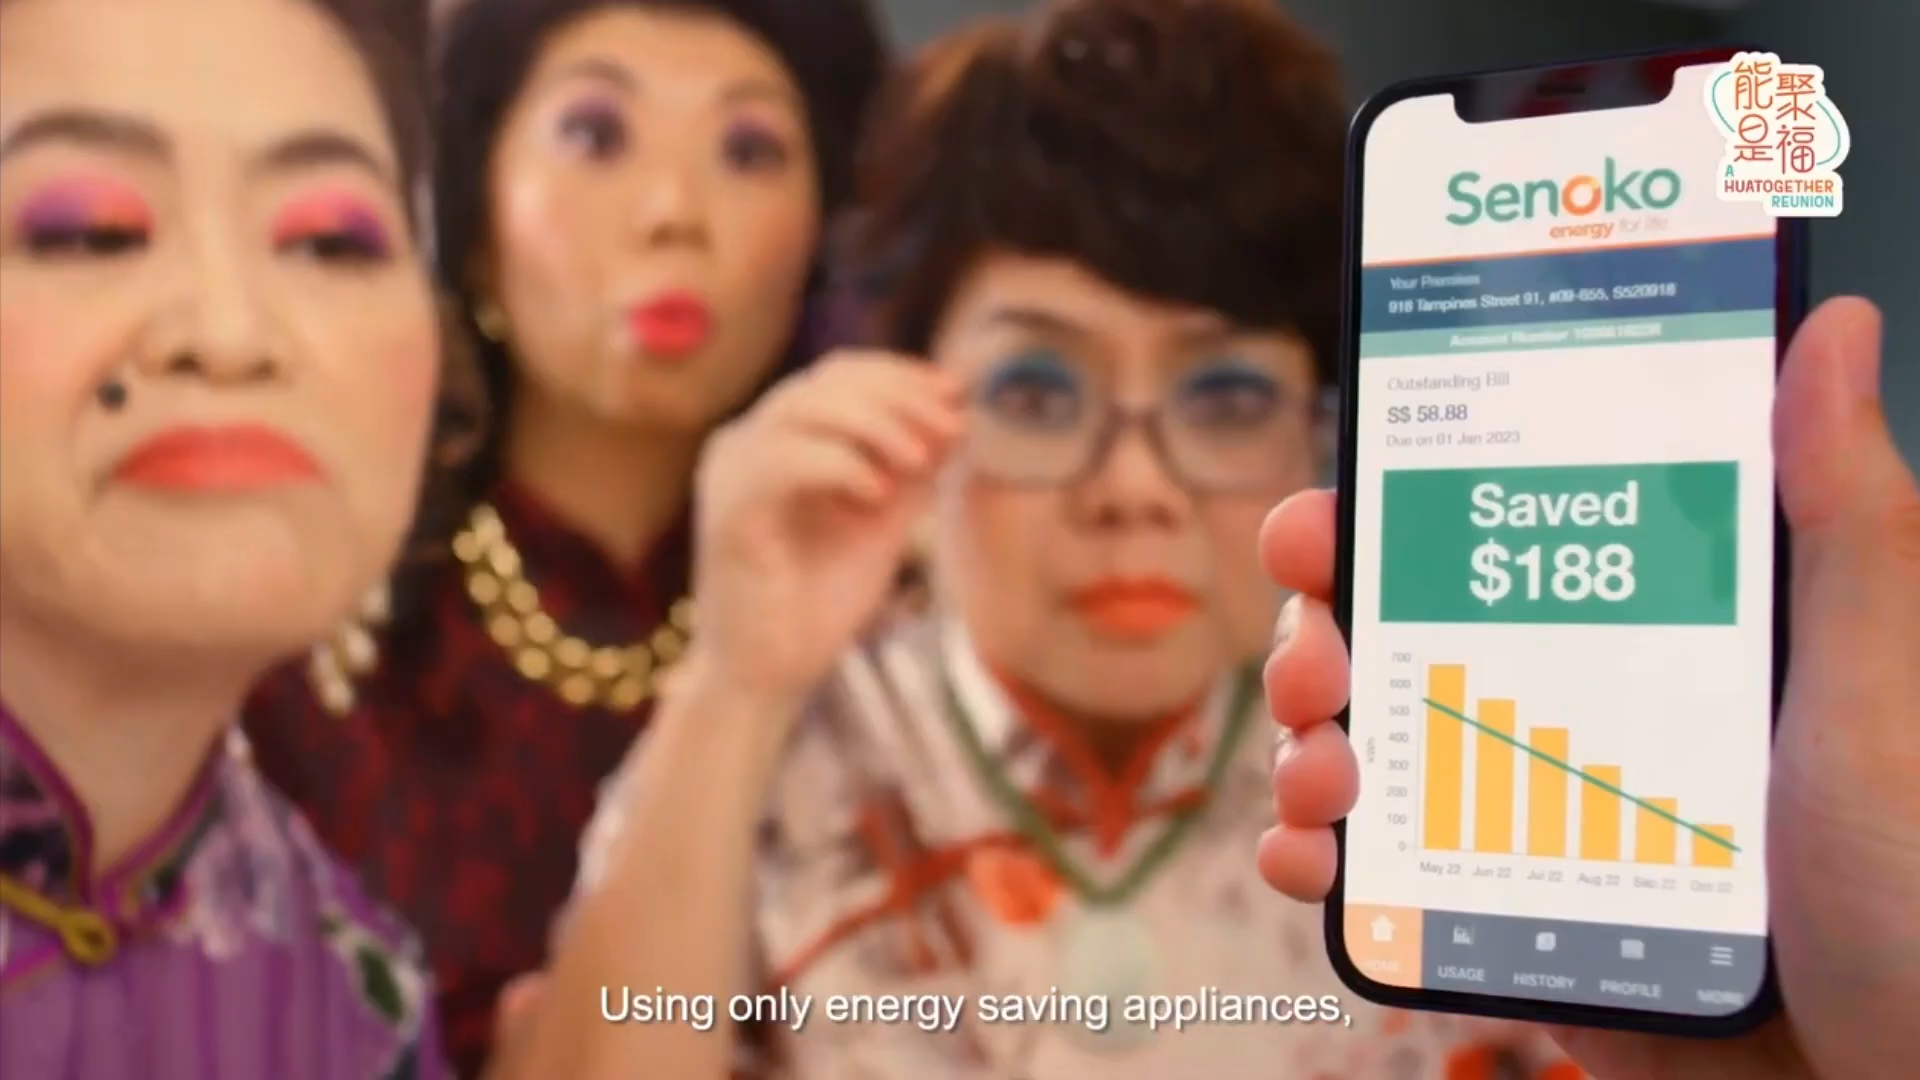 能聚
是福
A
HUATOGETHER
REUNION
Senoko
energy for life
Your Premises
918 Tampines Street 91, #09-655, S520918
Account Number
Outstanding Bill
S$ 58.88
Due on 01 Jan 2023
Saved
$188
700
600
500
400
300
200
100
0
kWh
May 22 Jun 22 Jul 22 Aug 22 Sep 22 Oct 22
HOME USAGE HISTORY PROFILE MORE
Using only energy saving appliances,